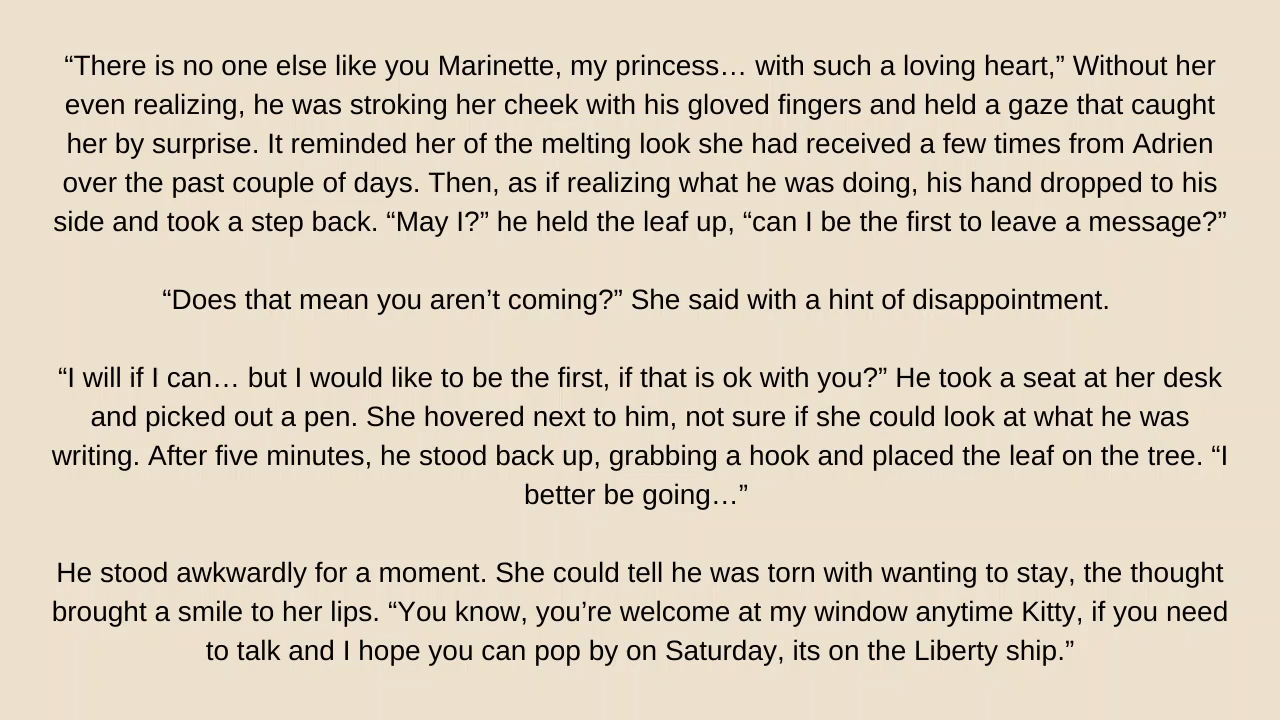 “There is no one else like you Marinette, my princess… with such a loving heart,” Without her
even realizing, he was stroking her cheek with his gloved fingers and held a gaze that caught
her by surprise. It reminded her of the melting look she had received a few times from Adrien
over the past couple of days. Then, as if realizing what he was doing, his hand dropped to his
side and took a step back. “May I?” he held the leaf up, “can I be the first to leave a message?”
“Does that mean you aren’t coming?” She said with a hint of disappointment.
“I will if I can… but I would like to be the first, if that is ok with you?” He took a seat at her desk
and picked out a pen. She hovered next to him, not sure if she could look at what he was
writing. After five minutes, he stood back up, grabbing a hook and placed the leaf on the tree. “I
better be going…”
He stood awkwardly for a moment. She could tell he was torn with wanting to stay, the thought
brought a smile to her lips. “You know, you’re welcome at my window anytime Kitty, if you need
to talk and I hope you can pop by on Saturday, its on the Liberty ship.”